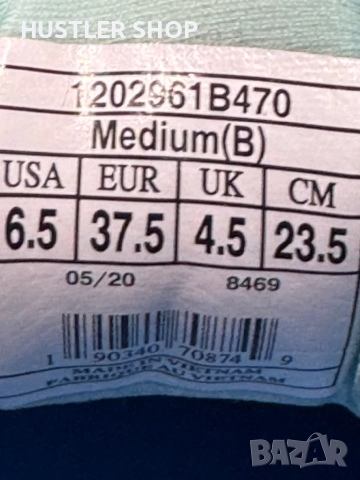 HUSTLER SHOP
1202961B470
Medium(B)
USA EUR UK CM
6.5 37.5 4.5 23.5
05/20 8469
1 90340 70874 9
MADE IN VIETNAM
FABRIQUE AU VIETNAM
bazar